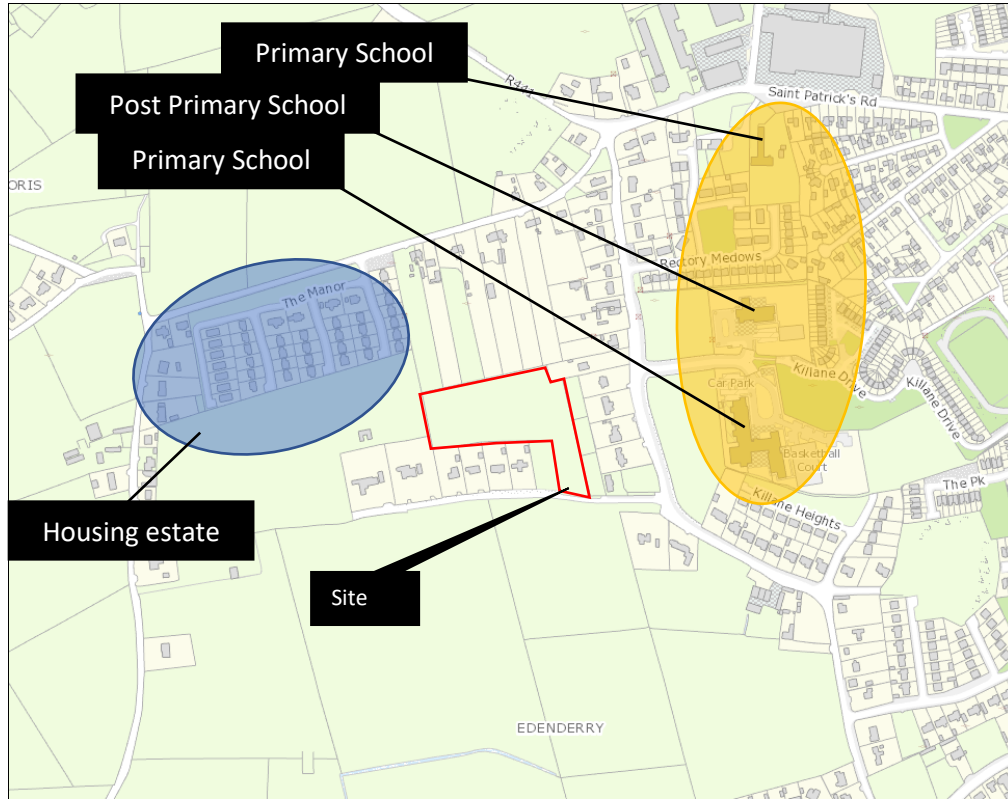 Primary School
R441
Post Primary School
Saint Patrick's Rd
Primary School
ORIS
Rectory Medows
The Manor
Killane Drive
Car Park
Killane Drive
Basketball
Court
The Pk
Killane Heights
Housing estate
Site
EDENDERRY